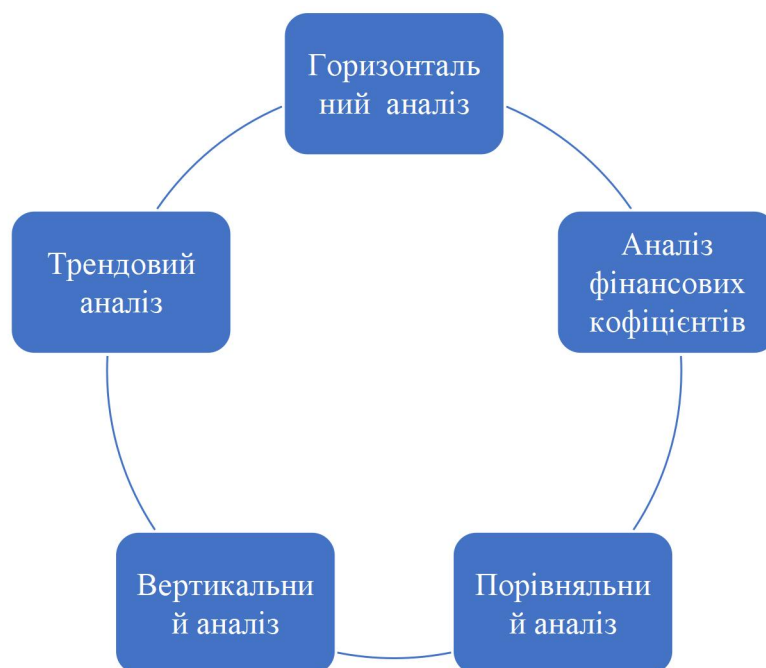 Горизонталь
ний аналіз
Аналіз
фінансових
кофіцієнтів
Порівняльни
й аналіз
Вертикальни
й аналіз
Трендовий
аналіз